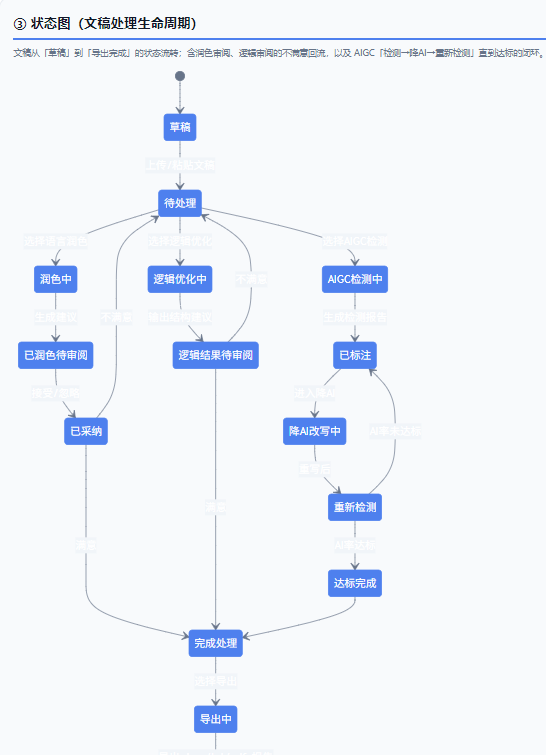 ③ 状态图（文稿处理生命周期）
文稿从「草稿」到「导出完成」的状态流转；含润色审阅、逻辑审阅的不满意回流，以及 AIGC「检测→降AI→重新检测」直到达标的闭环。
草稿
上传/粘贴文稿
待处理
选择语言润色
选择逻辑优化
不满意
选择AIGC检测
润色中
逻辑优化中
AIGC检测中
生成建议
不满意
输出结构建议
生成检测报告
已润色待审阅
逻辑结果待审阅
已标注
接受/忽略
进入降AI
已采纳
降AI改写中
AI率未达标
改写后
重新检测
满意
满意
AI率达标
达标完成
完成处理
选择导出
导出中